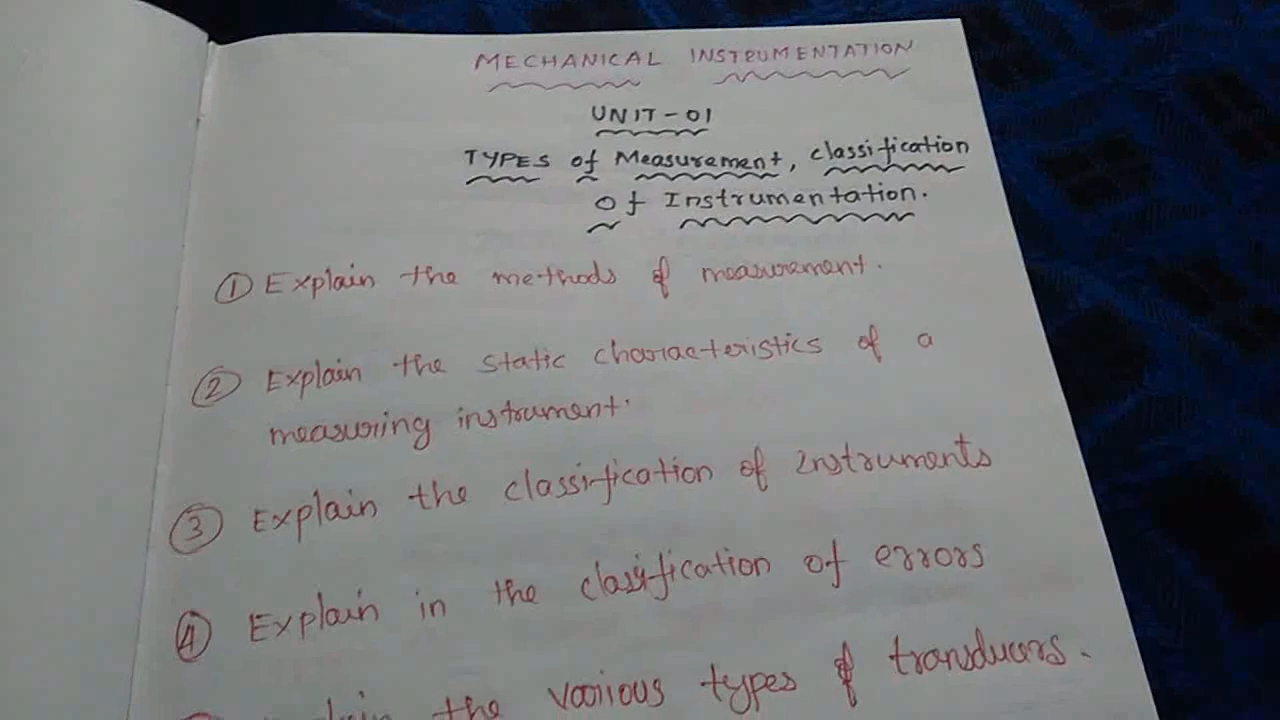 MECHANICAL INSTRUMENTATION
UNIT-01
TYPES of Measurement, classification
Of Instrumentation.
① Explain the methods of measurement.
② Explain the static characteristics of a
measuring instrument.
③ Explain the classification of instruments
④ Explain in the classification of errors
the various types of transducers.